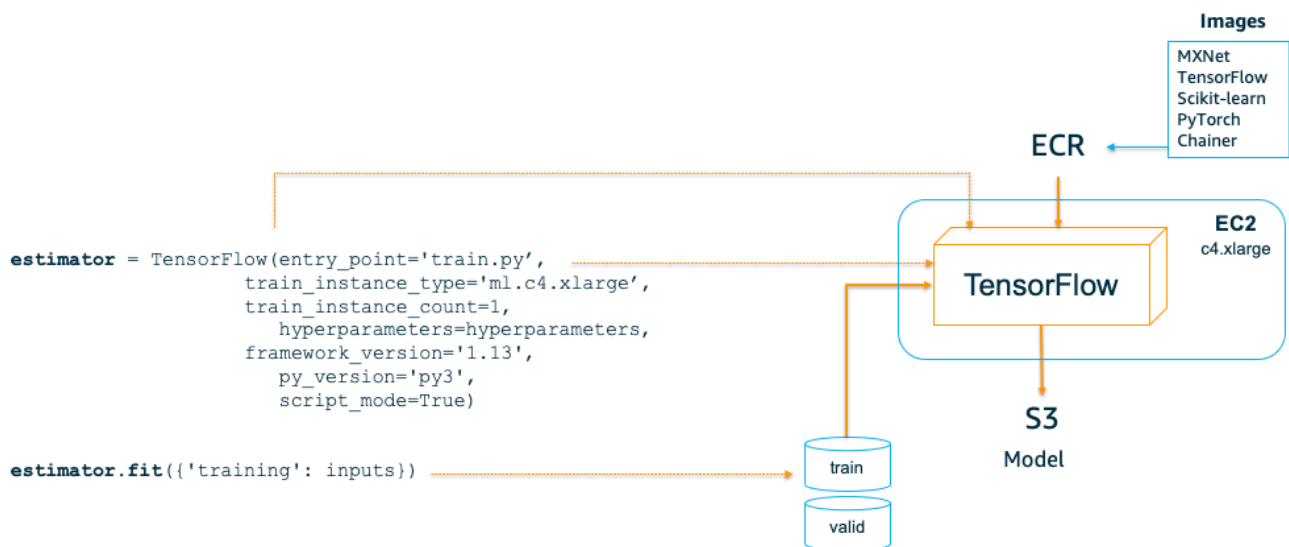 Images
MXNet
TensorFlow
Scikit-learn
PyTorch
Chainer
ECR
EC2
c4.xlarge
TensorFlow
estimator = TensorFlow(entry_point='train.py’,
train_instance_type='ml.c4.xlarge’,
train_instance_count=1,
hyperparameters=hyperparameters,
framework_version='1.13',
py_version='py3',
script_mode=True)
S3
Model
estimator.fit({'training': inputs})
train
valid